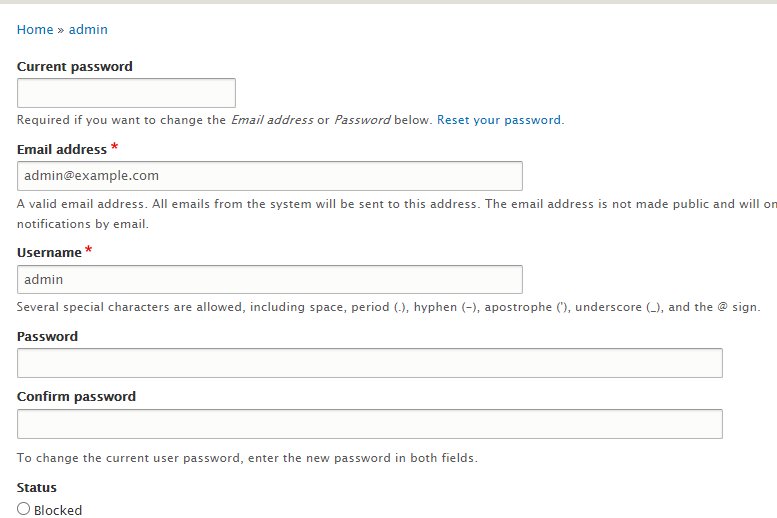 Home » admin
Current password
Required if you want to change the Email address or Password below. Reset your password.
Email address *
admin@example.com
A valid email address. All emails from the system will be sent to this address. The email address is not made public and will
notifications by email.
Username *
admin
Several special characters are allowed, including space, period (.), hyphen (-), apostrophe ('), underscore (_), and the @ sign.
Password
Confirm password
To change the current user password, enter the new password in both fields.
Status
Blocked